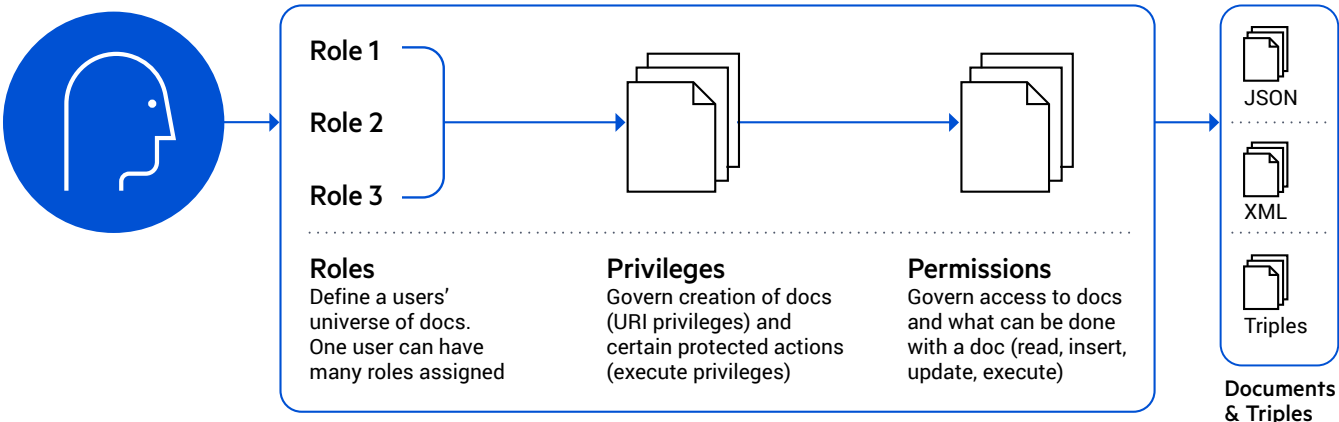 Role 1
Role 2
Role 3
Roles
Define a users’
universe of docs.
One user can have
many roles assigned
Privileges
Govern creation of docs
(URI privileges) and
certain protected actions
(execute privileges)
Permissions
Govern access to docs
and what can be done
with a doc (read, insert,
update, execute)
JSON
XML
Triples
Documents
& Triples